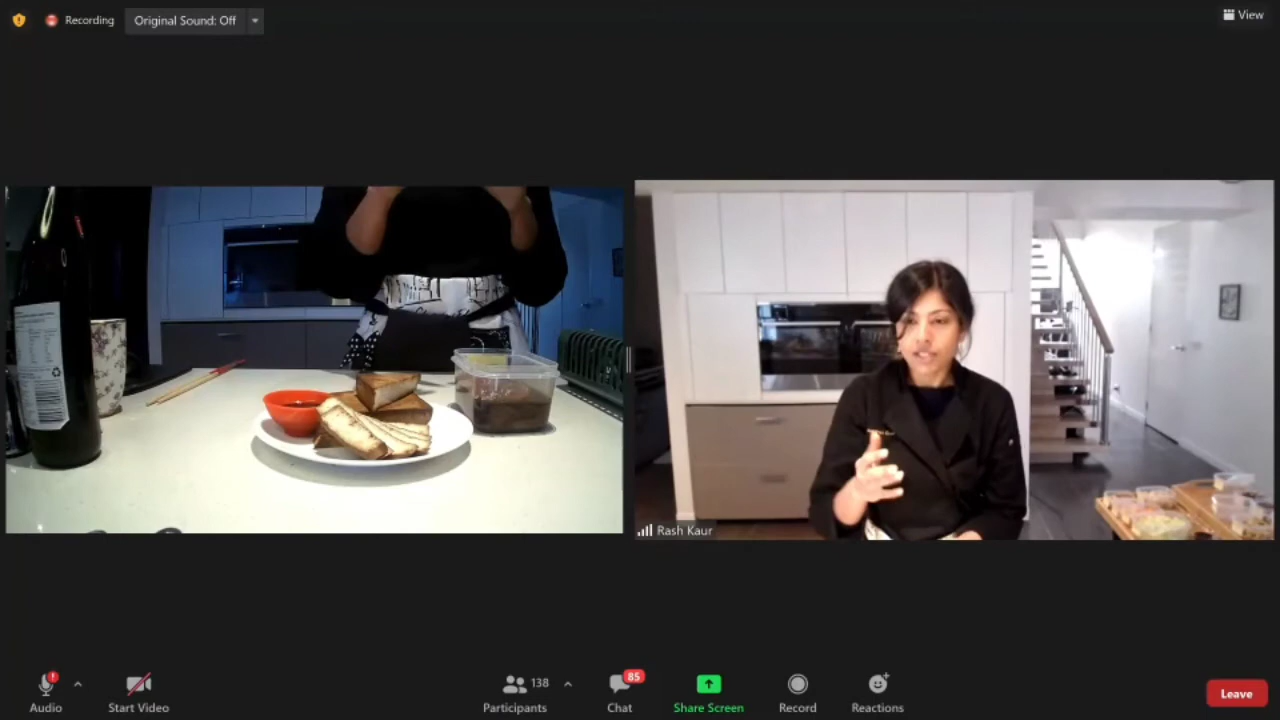 Recording
Original Sound: Off
View
Rash Kaur
Audio
Start Video
138
Participants
85
Chat
Share Screen
Record
Reactions
Leave